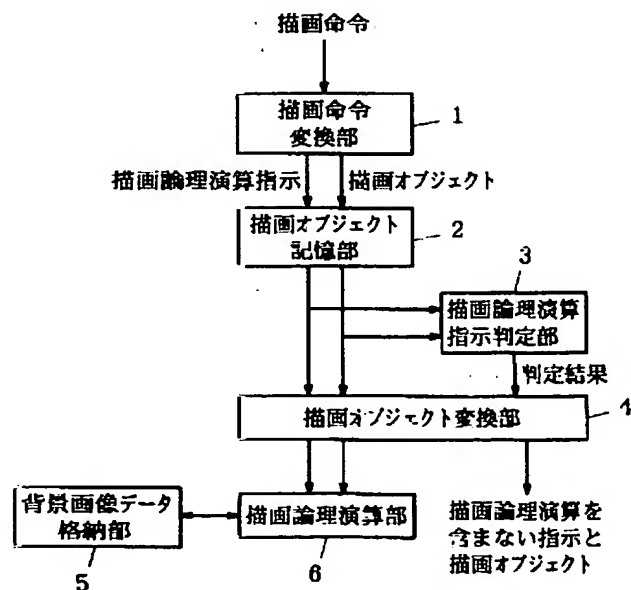 描画命令
描画命令
変換部
1
描画論理演算指示
描画オブジェクト
描画オブジェクト
記憶部
2
3
描画論理演算
指示判定部
判定結果
描画オブジェクト変換部
4
背景画像データ
格納部
5
描画論理演算部
6
描画論理演算を
含まない指示と
描画オブジェクト